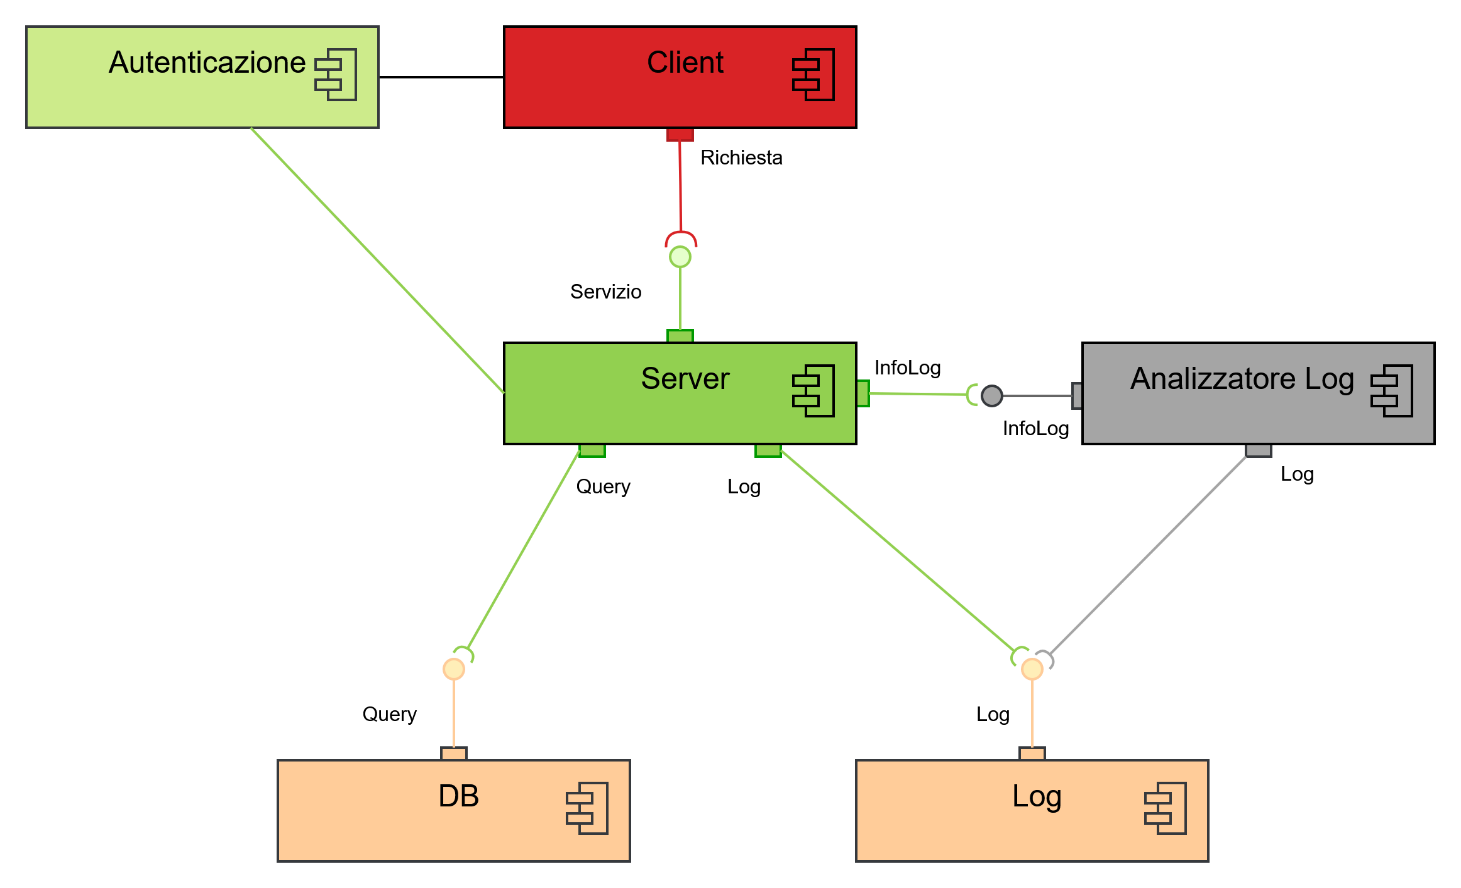 Autenticazione
Client
Richiesta
Servizio
Server
InfoLog
InfoLog
Analizzatore Log
Query
Log
Log
Query
Log
DB
Log